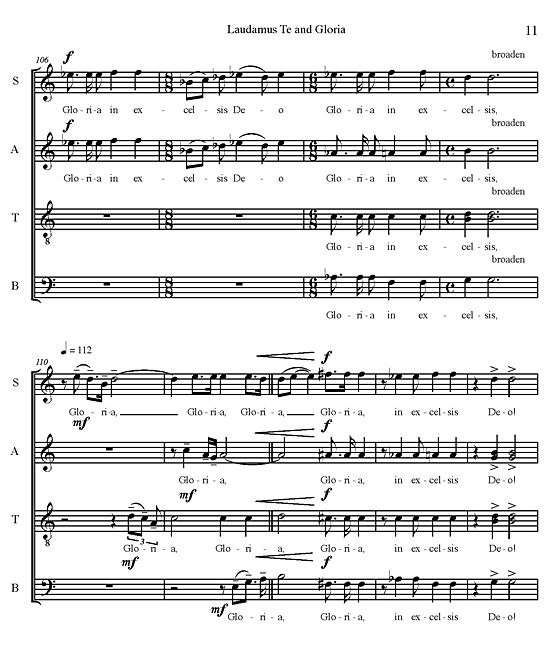 Laudamus Te and Gloria 11
106 f broaden
S
Glo - ri - a in ex - cel - sis De - o Glo - ri - a in ex - cel - sis,
f broaden
A
Glo - ri - a in ex - cel - sis De - o Glo - ri - a in ex - cel - sis,
broaden
T
8
Glo - ri - a in ex - cel - sis,
broaden
B
Glo - ri - a in ex - cel - sis,
110 = 112 f
S
Glo - ri-a, Glo-ri-a, Glo-ri-a, Glo-ri-a, in ex-cel-sis De-o!
mf
f
A
Glo-ri-a, Glo-ri-a, in ex-cel-sis De-o!
mf
f
T
8
3
Glo-ri-a, Glo-ri-a, Glo-ri-a, in ex-cel-sis De-o!
mf
f
B
mf
Glo-ri-a, Glo-ri-a, in ex-cel-sis De-o!